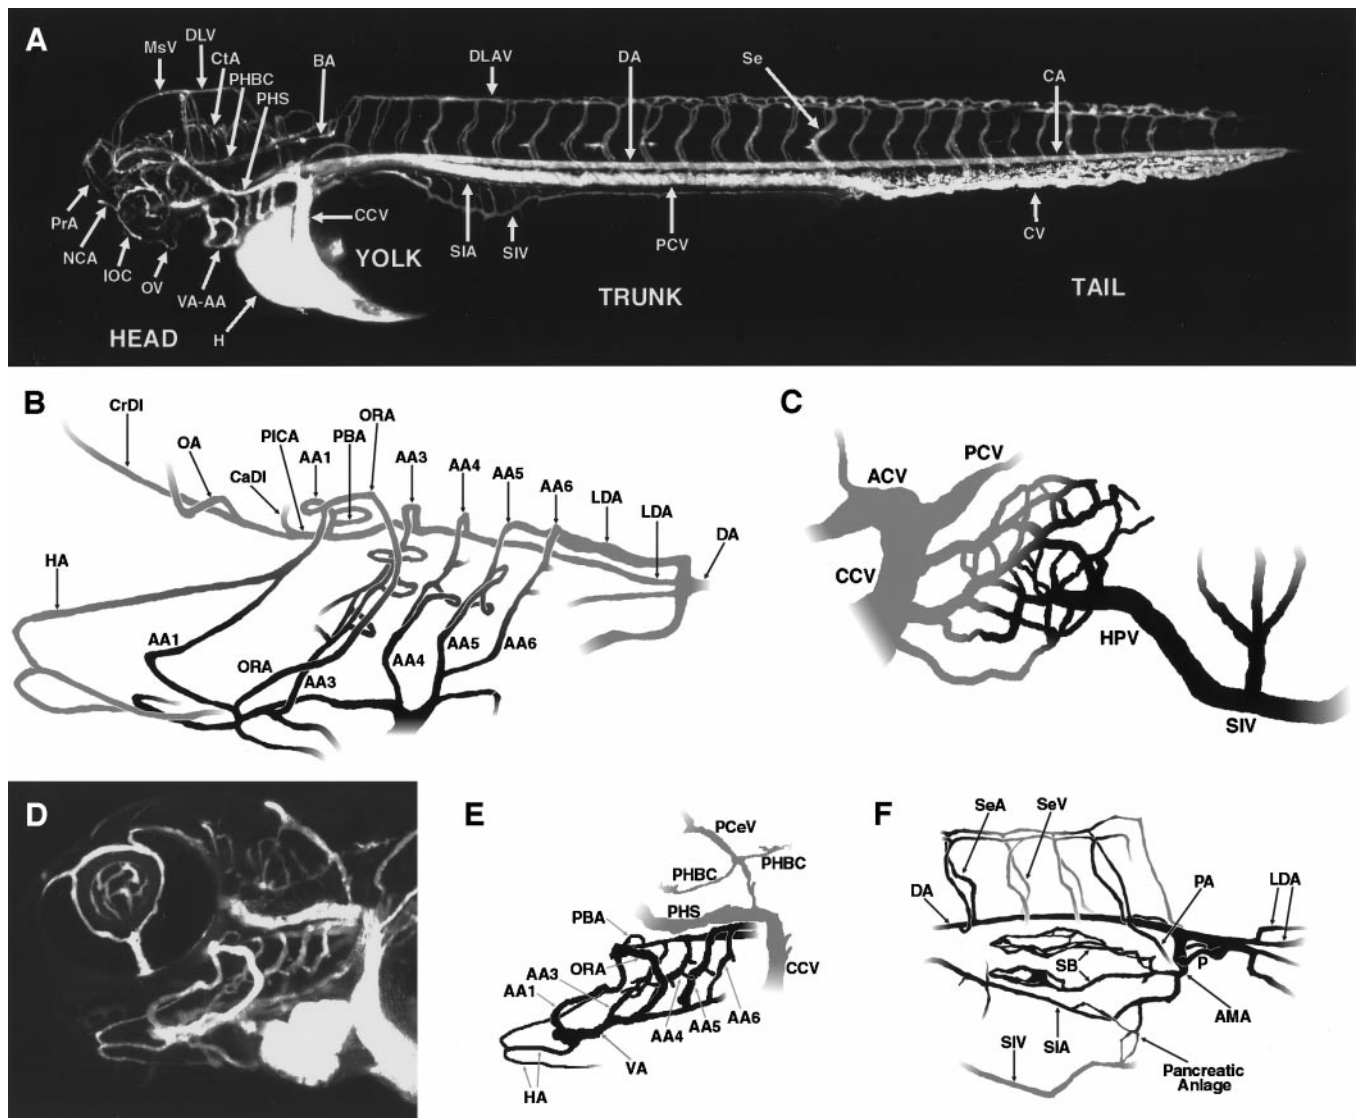 A
MsV
DLV
CtA
PHBC
PHS
BA
DLAV
DA
Se
CA
PrA
NCA
IOC
OV
VA-AA
H
CCV
YOLK
SIA
SIV
PCV
CV
HEAD
TRUNK
TAIL
B
CrDI
OA
CaDI
PICA
AA1
PBA
ORA
AA3
AA4
AA5
AA6
LDA
LDA
DA
HA
AA1
ORA
AA3
AA4
AA5
AA6
C
ACV
PCV
CCV
HPV
SIV
D
E
PCeV
PHBC
PHBC
PHS
PBA
ORA
AA3
AA1
CCV
AA6
AA5
AA4
VA
HA
F
SeA
SeV
DA
PA
LDA
SB
P
AMA
SIV
SIA
Pancreatic
Anlage